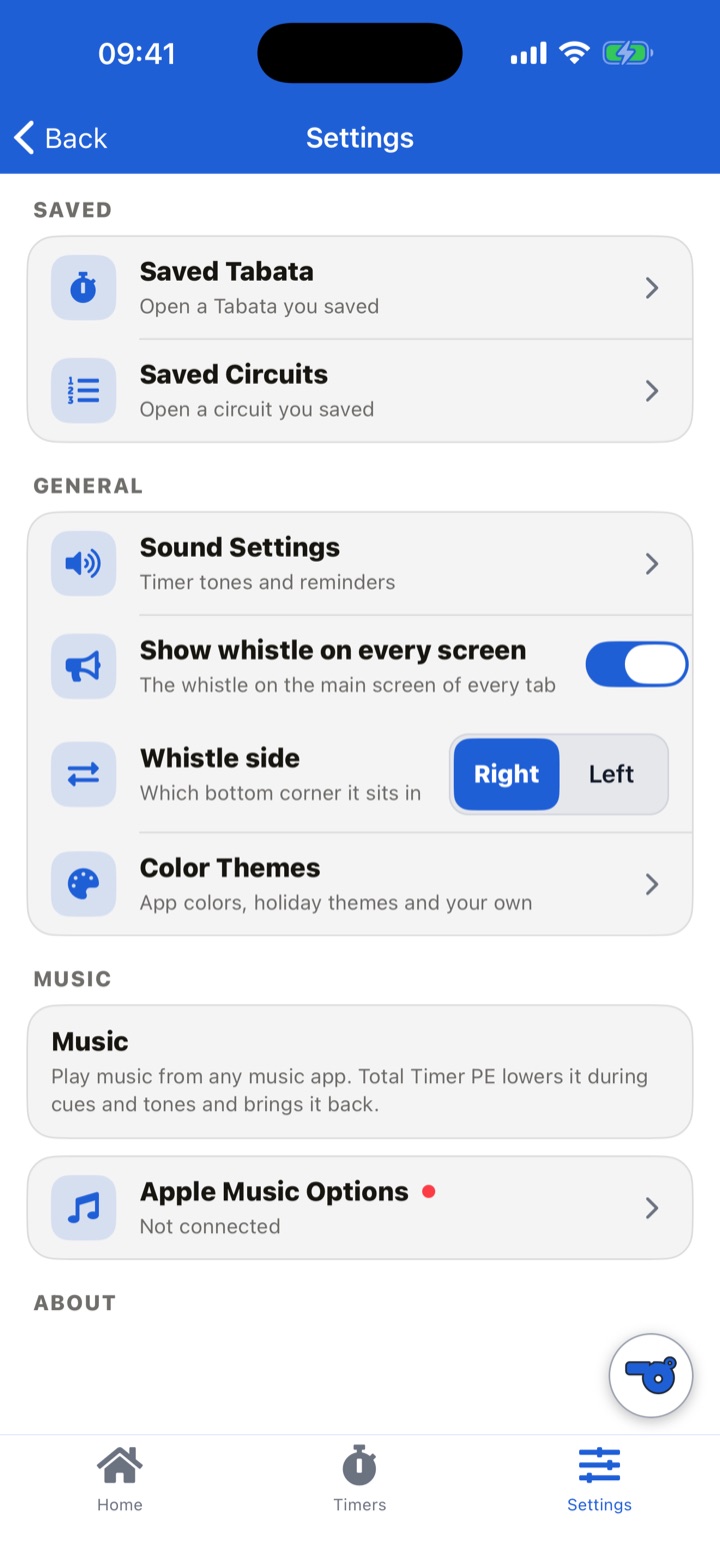 09:41
Back
Settings
SAVED
Saved Tabata
Open a Tabata you saved
1
2
3
Saved Circuits
Open a circuit you saved
GENERAL
Sound Settings
Timer tones and reminders
Show whistle on every screen
The whistle on the main screen of every tab
Whistle side
Which bottom corner it sits in
Right
Left
Color Themes
App colors, holiday themes and your own
MUSIC
Music
Play music from any music app. Total Timer PE lowers it during
cues and tones and brings it back.
Apple Music Options
Not connected
ABOUT
Home
Timers
Settings